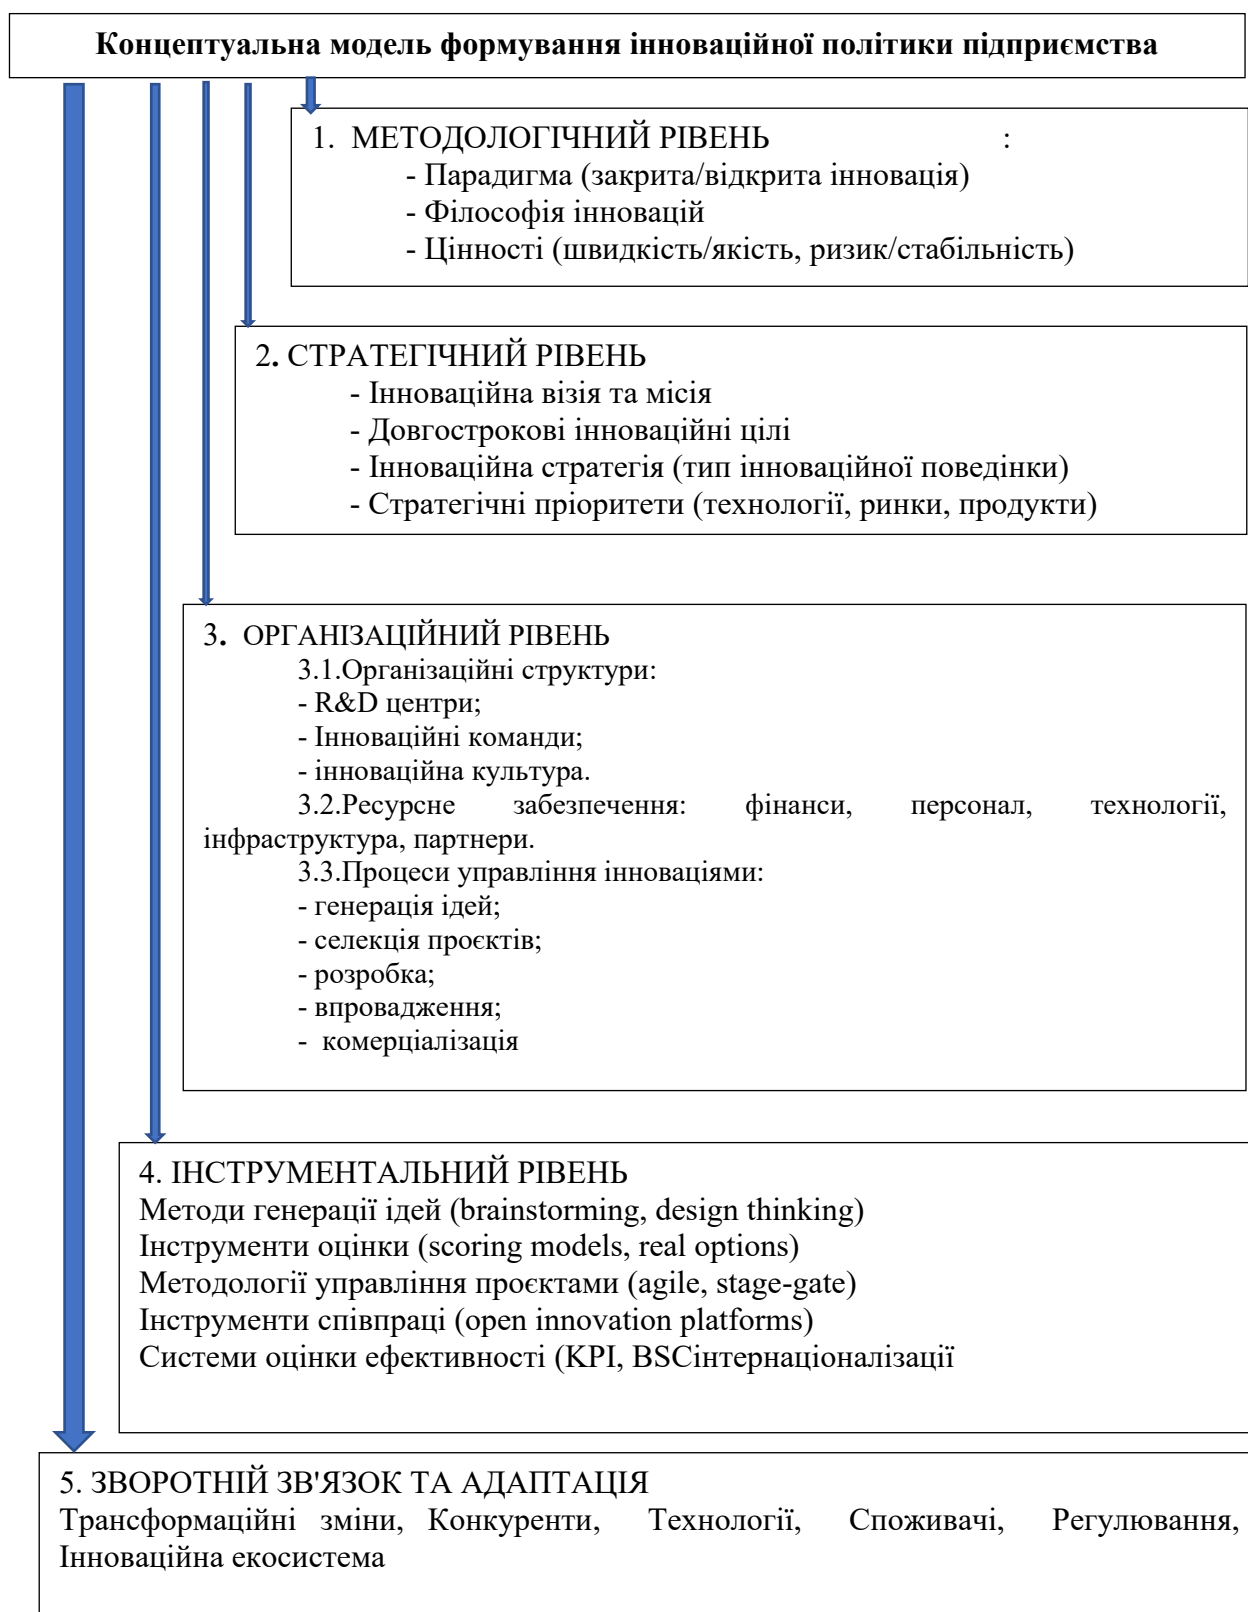 Концептуальна модель формування інноваційної політики підприємства
1. МЕТОДОЛОГІЧНИЙ РІВЕНЬ :
- Парадигма (закрита/відкрита інновація)
- Філософія інновацій
- Цінності (швидкість/якість, ризик/стабільність)
2. СТРАТЕГІЧНИЙ РІВЕНЬ
- Інноваційна візія та місія
- Довгострокові інноваційні цілі
- Інноваційна стратегія (тип інноваційної поведінки)
- Стратегічні пріоритети (технології, ринки, продукти)
3. ОРГАНІЗАЦІЙНИЙ РІВЕНЬ
3.1.Організаційні структури:
- R&D центри;
- Інноваційні команди;
- інноваційна культура.
3.2.Ресурсне забезпечення: фінанси, персонал, технології,
інфраструктура, партнери.
3.3.Процеси управління інноваціями:
- генерація ідей;
- селекція проєктів;
- розробка;
- впровадження;
- комерціалізація
4. ІНСТРУМЕНТАЛЬНИЙ РІВЕНЬ
Методи генерації ідей (brainstorming, design thinking)
Інструменти оцінки (scoring models, real options)
Методології управління проєктами (agile, stage-gate)
Інструменти співпраці (open innovation platforms)
Системи оцінки ефективності (KPI, BSCінтернаціоналізації
5. ЗВОРОТНІЙ ЗВ'ЯЗОК ТА АДАПТАЦІЯ
Трансформаційні зміни, Конкуренти, Технології, Споживачі, Регулювання,
Інноваційна екосистема